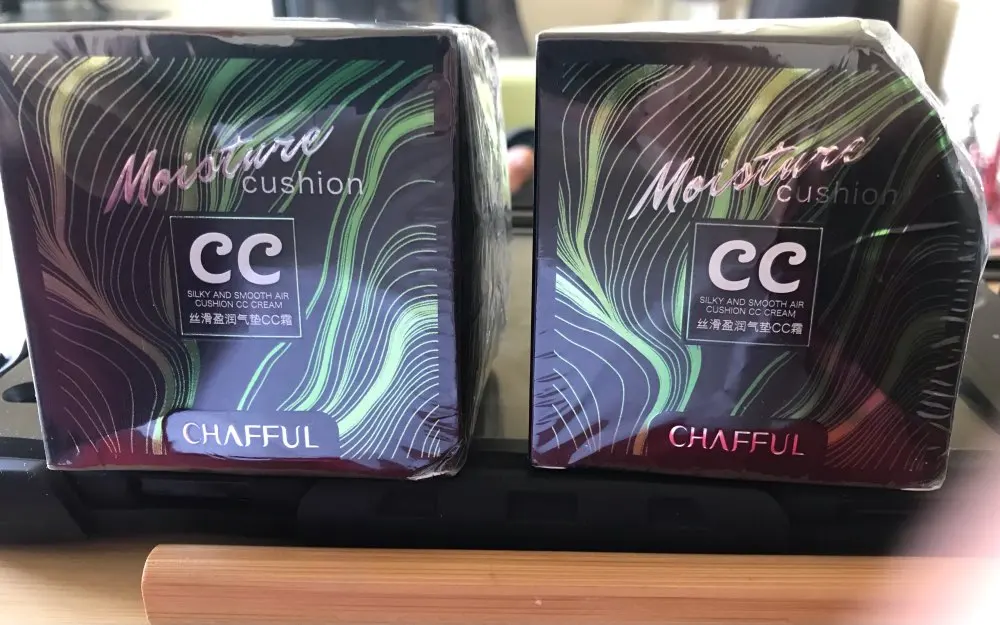 Moisture
cushion
CC
SILKY AND SMOOTH AIR
CUSHION CC CREAM
丝滑盈润气垫CC霜
CHAFFUL
Moisture
cushion
CC
SILKY AND SMOOTH AIR
CUSHION CC CREAM
丝滑盈润气垫CC霜
CHAFFUL